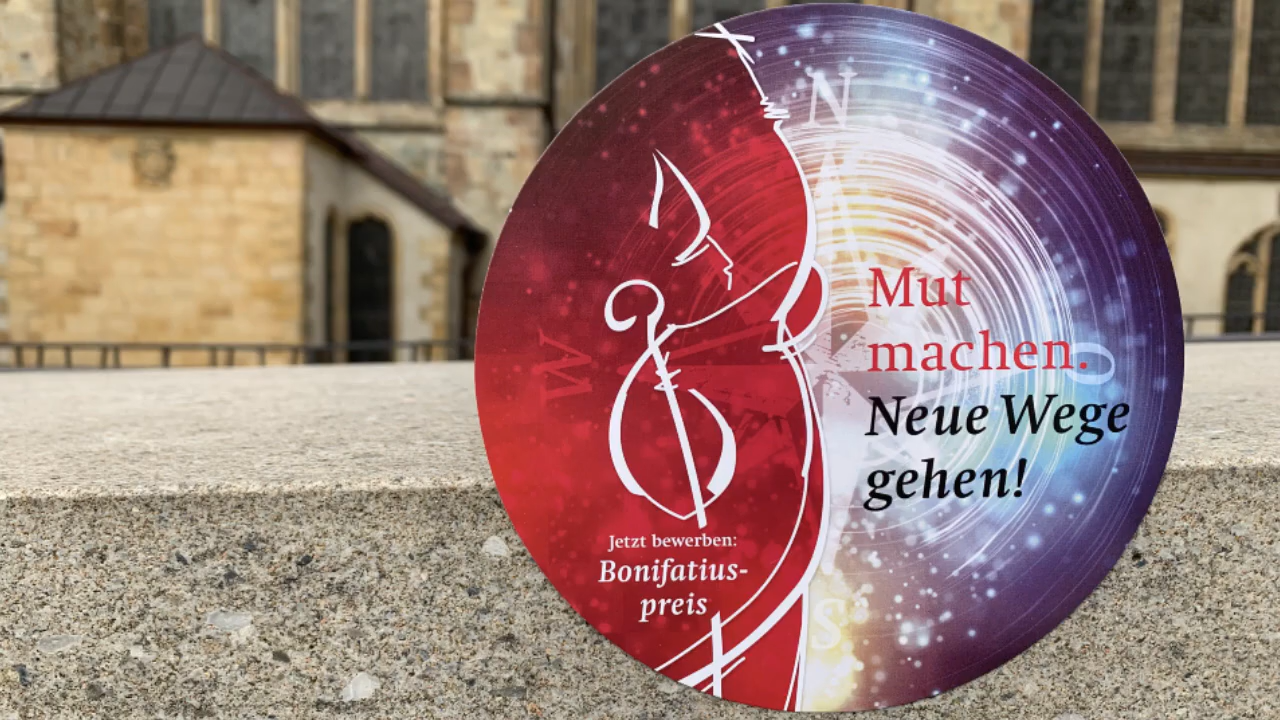 N
W
O
S
Mut
machen.
Neue Wege
gehen!
Jetzt bewerben:
Bonifatius-
preis